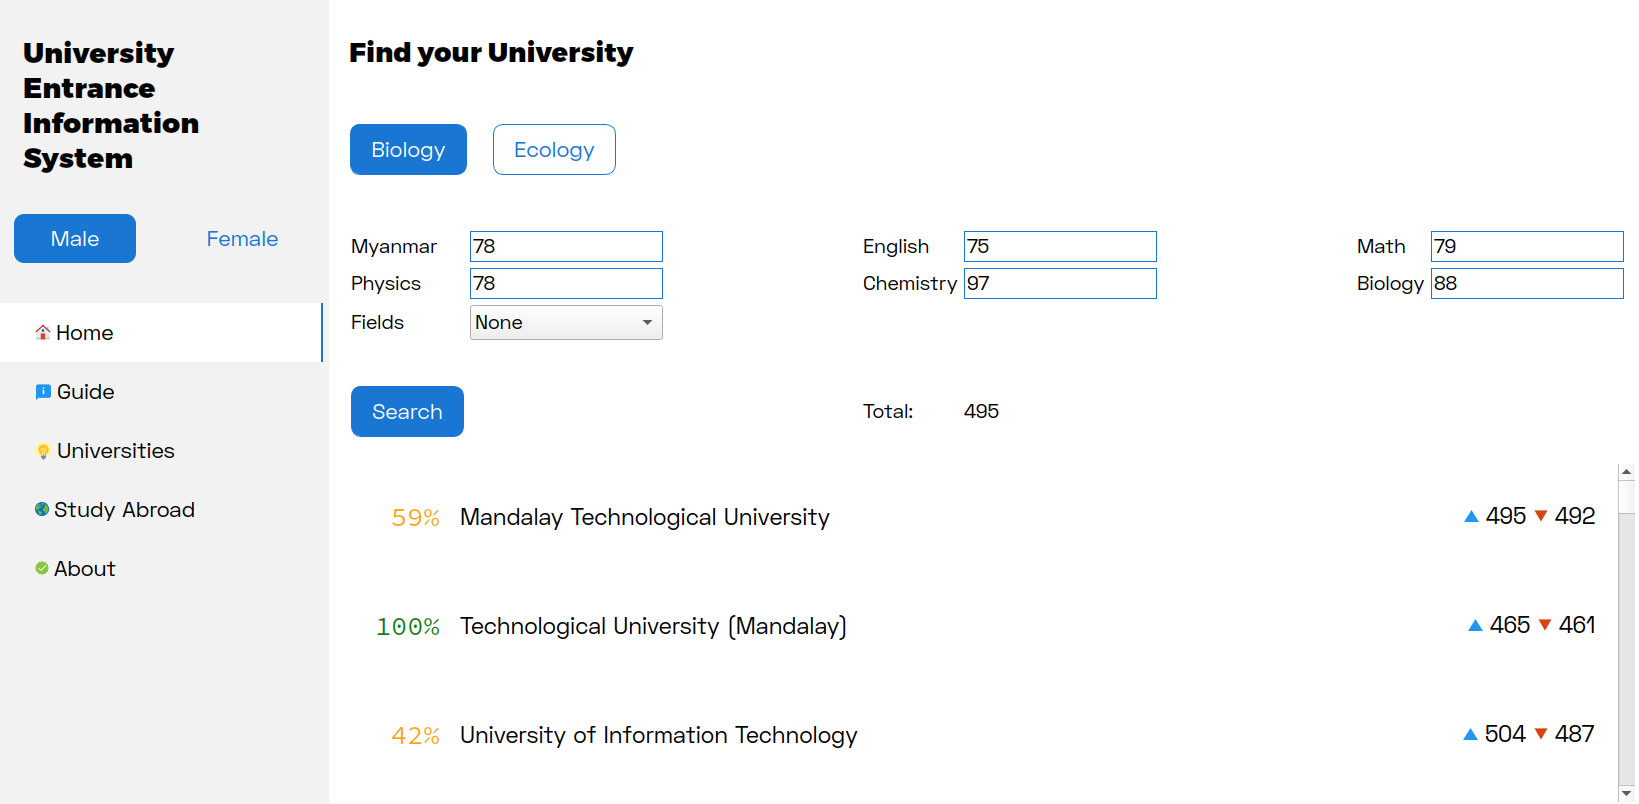 University
Entrance
Information
System
Male
Female
Home
Guide
Universities
Study Abroad
About
Find your University
Biology
Ecology
Myanmar 78
English 75
Math 79
Physics 78
Chemistry 97
Biology 88
Fields None
Search
Total: 495
59% Mandalay Technological University 495 492
100% Technological University (Mandalay) 465 461
42% University of Information Technology 504 487